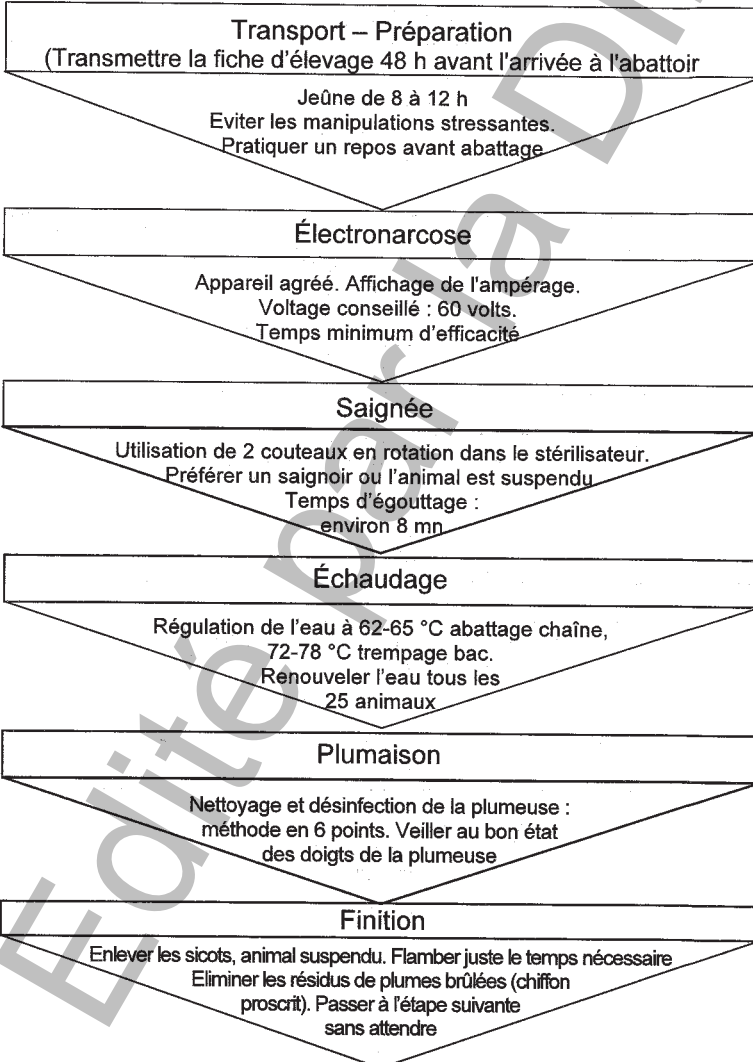 Transport – Préparation
(Transmettre la fiche d'élevage 48 h avant l'arrivée à l'abattoir
Jeûne de 8 à 12 h
Eviter les manipulations stressantes.
Pratiquer un repos avant abattage
Électronarcose
Appareil agréé. Affichage de l'ampérage.
Voltage conseillé : 60 volts.
Temps minimum d'efficacité
Saignée
Utilisation de 2 couteaux en rotation dans le stérilisateur.
Préférer un saignoir ou l'animal est suspendu
Temps d'égouttage :
environ 8 mn
Échaudage
Régulation de l'eau à 62-65 °C abattage chaîne,
72-78 °C trempage bac.
Renouveler l'eau tous les
25 animaux
Plumaison
Nettoyage et désinfection de la plumeuse :
méthode en 6 points. Veiller au bon état
des doigts de la plumeuse
Finition
Enlever les sicots, animal suspendu. Flamber juste le temps nécessaire
Eliminer les résidus de plumes brûlées (chiffon
proscrit). Passer à l'étape suivante
sans attendre
Edité par la D